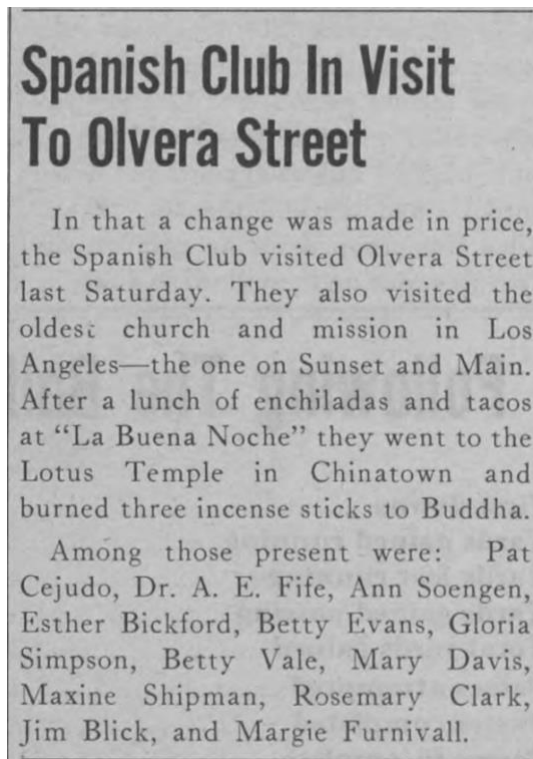 Spanish Club In Visit
To Olvera Street
In that a change was made in price,
the Spanish Club visited Olvera Street
last Saturday. They also visited the
oldest church and mission in Los
Angeles—the one on Sunset and Main.
After a lunch of enchiladas and tacos
at “La Buena Noche” they went to the
Lotus Temple in Chinatown and
burned three incense sticks to Buddha.
Among those present were: Pat
Cejudo, Dr. A. E. Fife, Ann Soengen,
Esther Bickford, Betty Evans, Gloria
Simpson, Betty Vale, Mary Davis,
Maxine Shipman, Rosemary Clark,
Jim Blick, and Margie Furnivall.